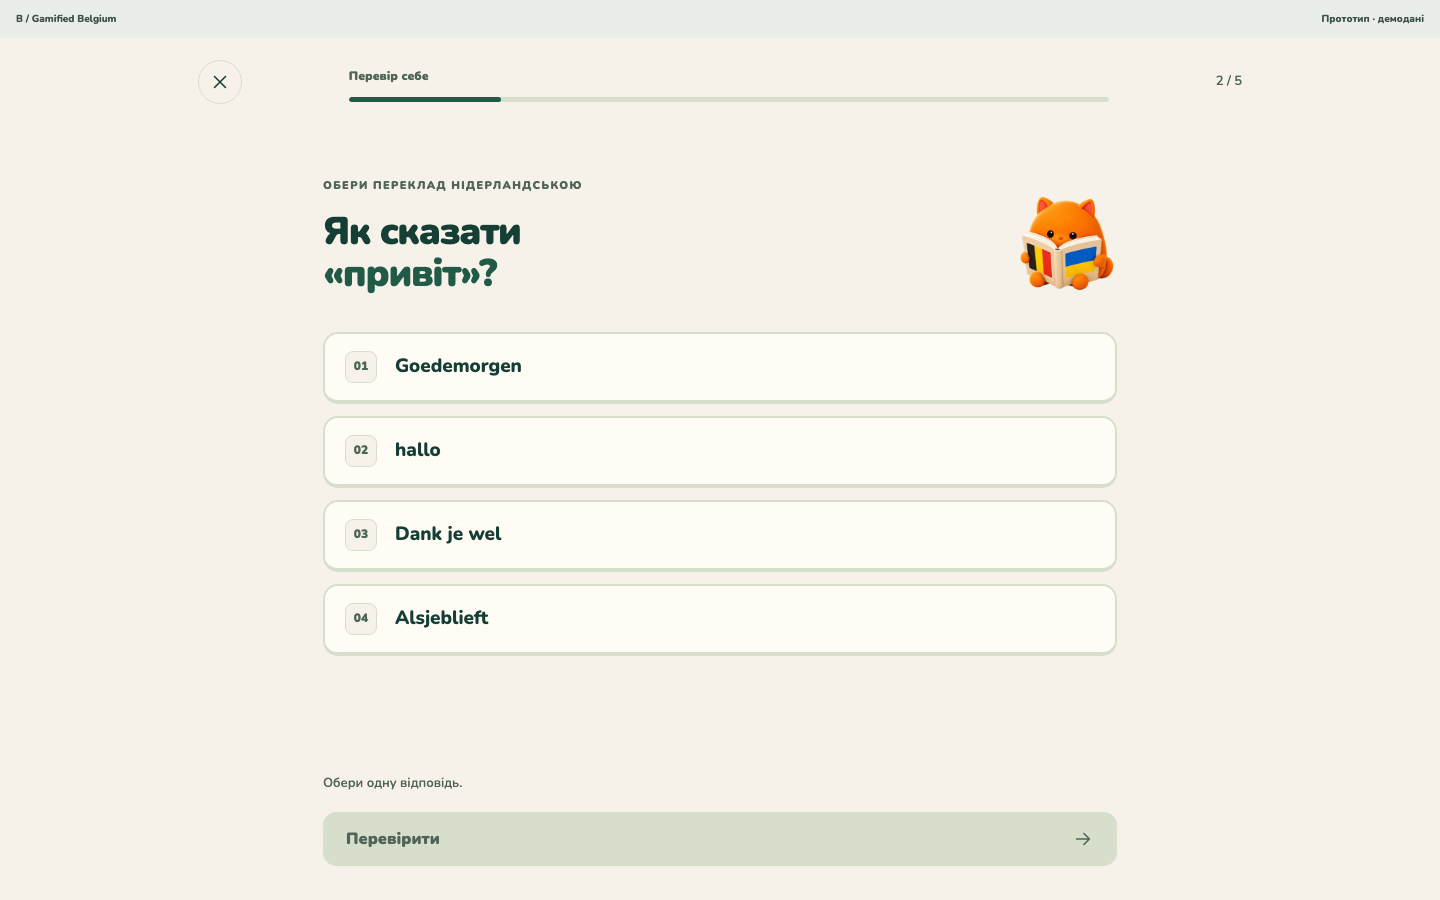 B / Gamified Belgium
Прототип · демодані
Перевір себе
2 / 5
ОБЕРИ ПЕРЕКЛАД НІДЕРЛАНДСЬКОЮ
Як сказати
«привіт»?
01 Goedemorgen
02 hallo
03 Dank je wel
04 Alsjeblieft
Обери одну відповідь.
Перевірити